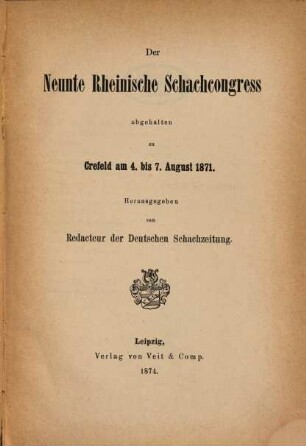 Der
Neunte Rheinische Schachcongress
abgehalten
zu
Crefeld am 4. bis 7. August 1871.
Herausgegeben
vom
Redacteur der Deutschen Schachzeitung.
Leipzig,
Verlag von Veit & Comp.
1874.